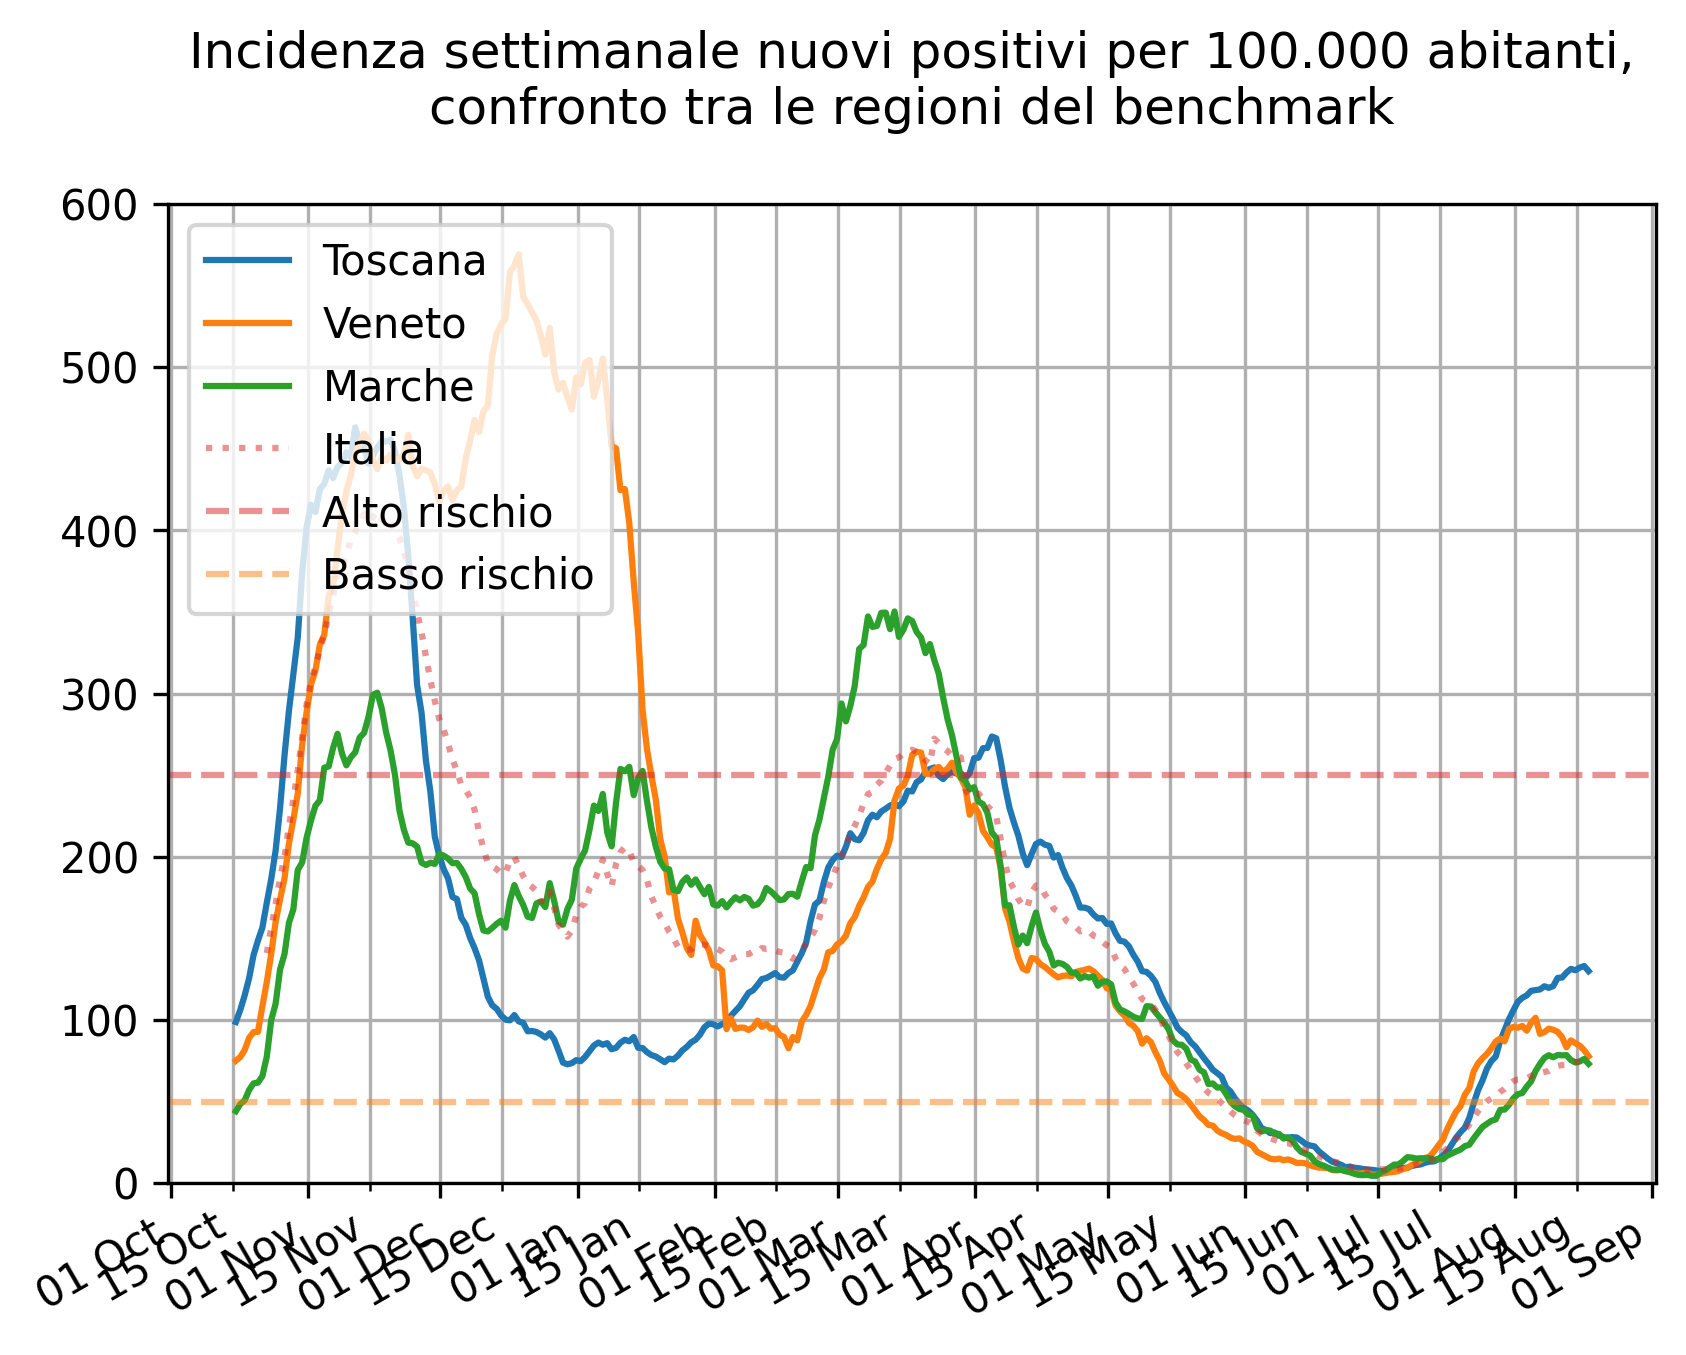 Incidenza settimanale nuovi positivi per 100.000 abitanti,
confronto tra le regioni del benchmark
600
500
400
300
200
100
0
Toscana
Veneto
Marche
Italia
Alto rischio
Basso rischio
01 Oct
15 Oct
01 Nov
15 Nov
01 Dec
15 Dec
01 Jan
15 Jan
01 Feb
15 Feb
01 Mar
15 Mar
01 Apr
15 Apr
01 May
15 May
01 Jun
15 Jun
01 Jul
15 Jul
01 Aug
15 Aug
01 Sep